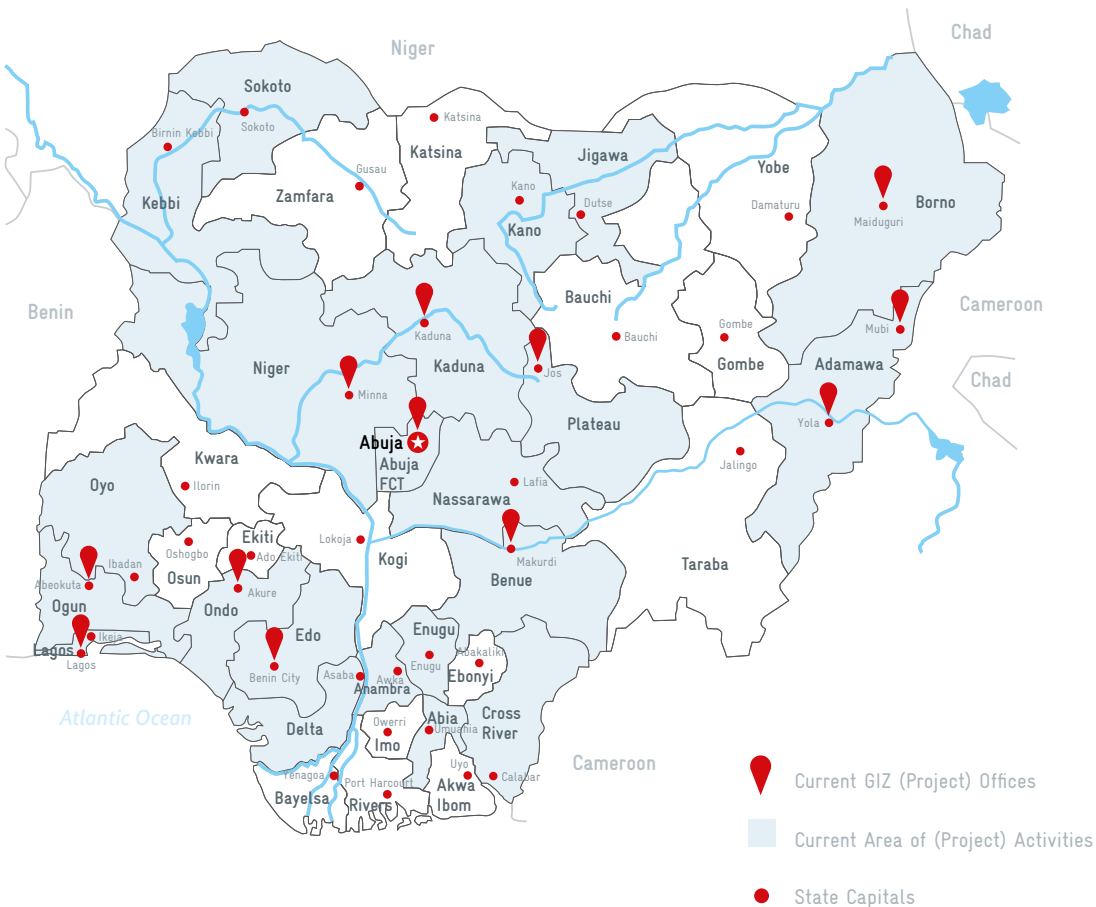 Niger
Chad
Sokoto
Sokoto
Birnin Kebbi
Katsina
Katsina
Gusau
Zamfara
Kebbi
Jigawa
Kano
Kano
Dutse
Yobe
Damaturu
Maiduguri
Borno
Benin
Bauchi
Bauchi
Gombe
Gombe
Cameroon
Mubi
Adamawa
Chad
Kaduna
Kaduna
Niger
Minna
Jos
Plateau
Yola
Abuja
Abuja
FCT
Kwara
Ilorin
Oyo
Lafia
Nassarawa
Jalingo
Ekiti
Ado Ekiti
Oshogbo
Osun
Lokoja
Kogi
Makurdi
Benue
Taraba
Ibadan
Abeokuta
Ogun
Akure
Ondo
Edo
Ikeja
Lagos
Lagos
Benin City
Enugu
Enugu
Abakaliki
Ebonyi
Asaba
Awka
Anambra
Atlantic Ocean
Delta
Owerri
Imo
Abia
Umuahia
Cross
River
Uyo
Akwa
Ibom
Calabar
Yenagoa
Bayelsa
Port Harcourt
Rivers
Cameroon
Current GIZ (Project) Offices
Current Area of (Project) Activities
State Capitals